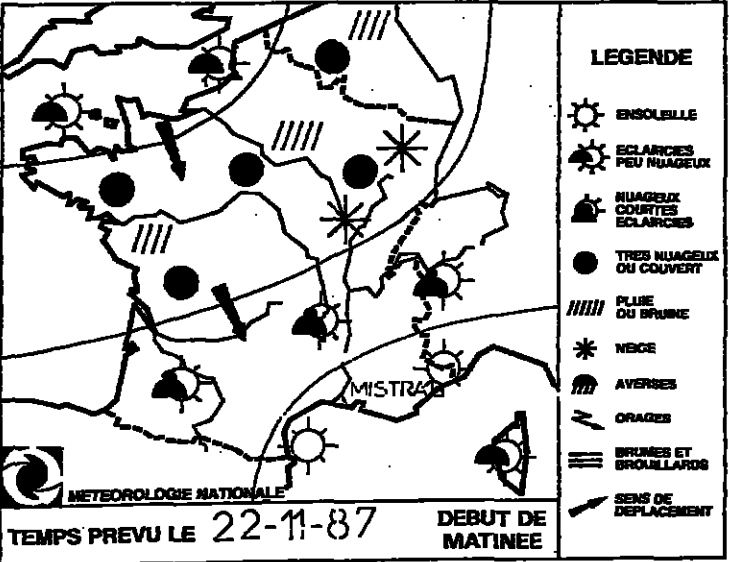 LEGENDE
ENSOLEILLE
ECLAIRCIES
PEU NUAGEUX
NUAGEUX
COURTES
ECLAIRCIES
TRES NUAGEUX
OU COUVERT
PLUIE
OU BRUINE
NEIGE
AVERSES
ORAGES
BRUMES ET
BROUILLARDS
SENS DE
DEPLACEMENT
MISTRAL
METEOROLOGIE NATIONALE
TEMPS PREVU LE 22-11-87 DEBUT DE
MATINEE